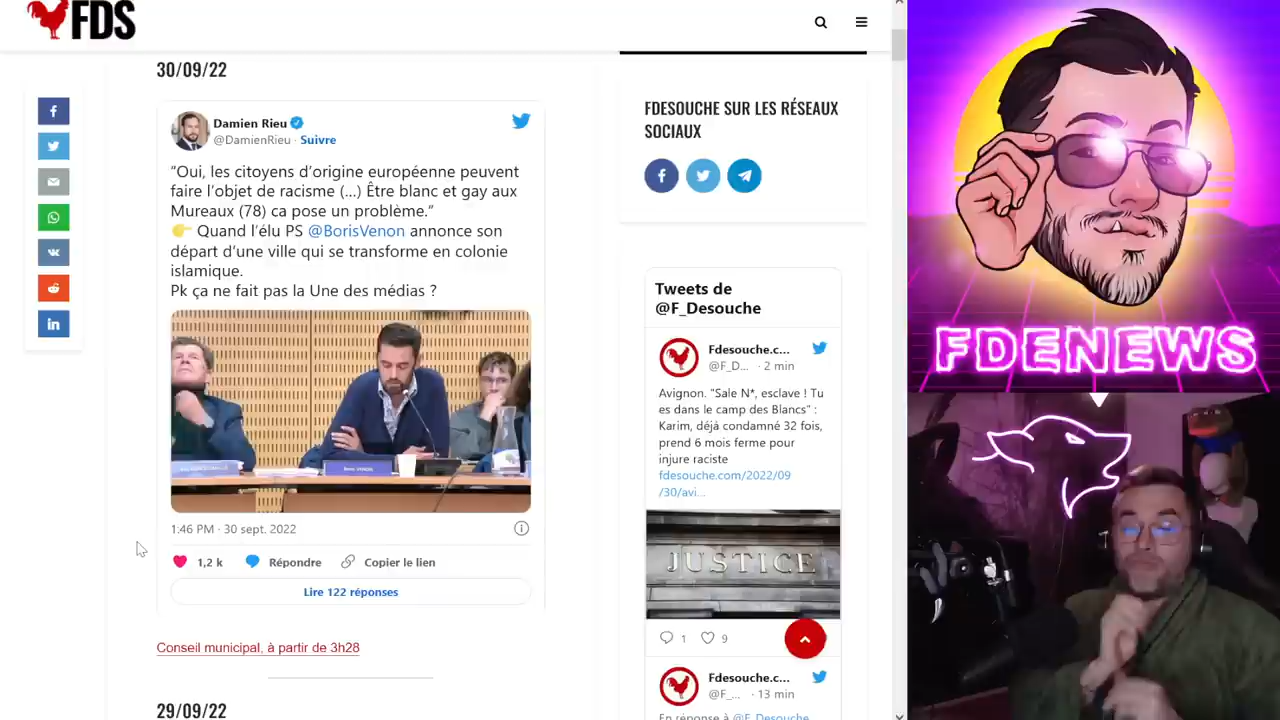 FDS
30/09/22
Damien Rieu
@DamienRieu · Suivre
“Oui, les citoyens d’origine européenne peuvent
faire l’objet de racisme (...) Être blanc et gay aux
Mureaux (78) ca pose un problème.”
👉 Quand l’élu PS @BorisVenon annonce son
départ d’une ville qui se transforme en colonie
islamique.
Pk ça ne fait pas la Une des médias ?
1:46 PM · 30 sept. 2022
1,2 k Répondre Copier le lien
Lire 122 réponses
Conseil municipal, à partir de 3h28
29/09/22
FDESOUCHE SUR LES RÉSEAUX
SOCIAUX
Tweets de
@F_Desouche
Fdesouche.c...
@F_D... · 2 min
Avignon. “Sale N*, esclave ! Tu
es dans le camp des Blancs” :
Karim, déjà condamné 32 fois,
prend 6 mois ferme pour
injure raciste
fdesouche.com/2022/09
/30/avi...
JUSTICE
1 9
Fdesouche.c...
@F_... · 13 min
En réponse à @F_Desouche
FDENEWS